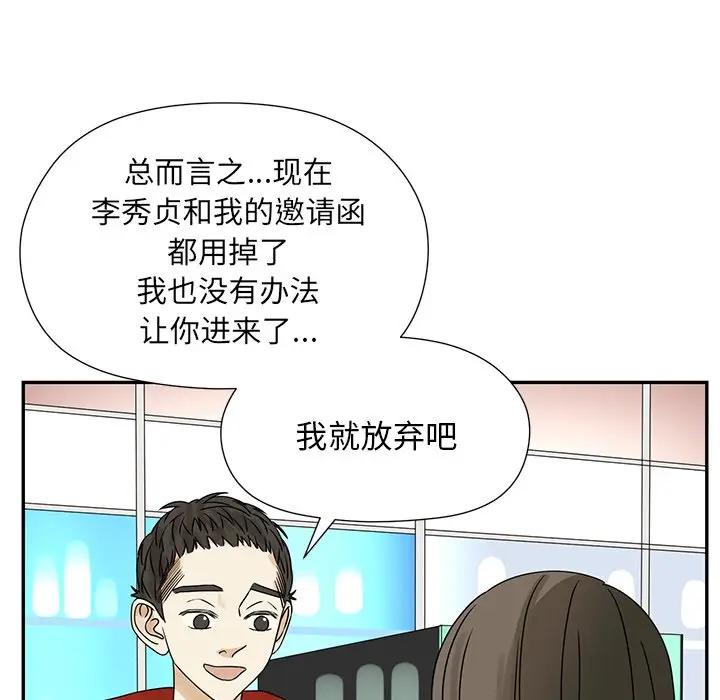 总而言之...现在
李秀贞和我的邀请函
都用掉了
我也没有办法
让你进来了...
我就放弃吧